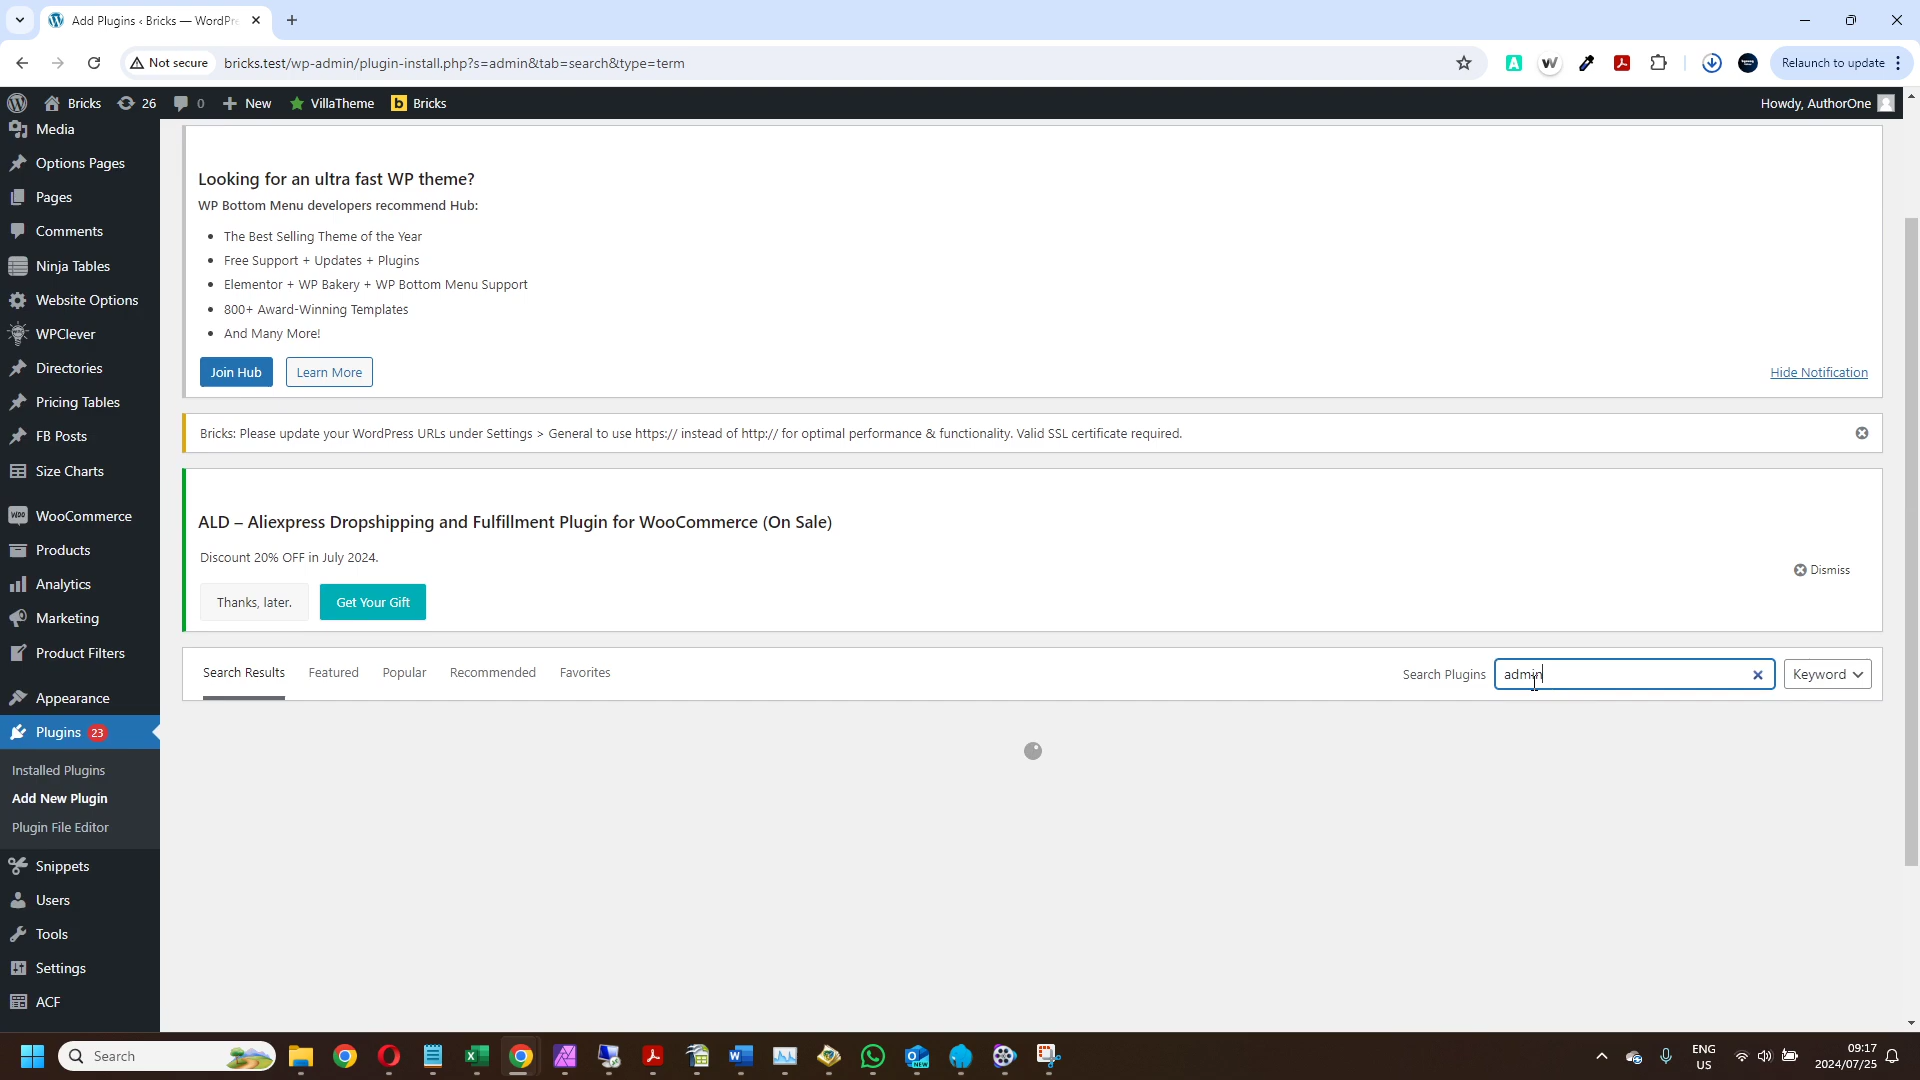 Add Plugins ‹ Bricks — WordPre
Not secure
bricks.test/wp-admin/plugin-install.php?s=admin&tab=search&type=term
Relaunch to update
Bricks
26
0
New
VillaTheme
Bricks
Howdy, AuthorOne
Media
Options Pages
Pages
Comments
Ninja Tables
Website Options
WPClever
Directories
Pricing Tables
FB Posts
Size Charts
WooCommerce
Products
Analytics
Marketing
Product Filters
Appearance
Plugins 23
Installed Plugins
Add New Plugin
Plugin File Editor
Snippets
Users
Tools
Settings
ACF
Looking for an ultra fast WP theme?
WP Bottom Menu developers recommend Hub:
The Best Selling Theme of the Year
Free Support + Updates + Plugins
Elementor + WP Bakery + WP Bottom Menu Support
800+ Award-Winning Templates
And Many More!
Join Hub
Learn More
Hide Notification
Bricks: Please update your WordPress URLs under Settings > General to use https:// instead of http:// for optimal performance & functionality. Valid SSL certificate required.
ALD – Aliexpress Dropshipping and Fulfillment Plugin for WooCommerce (On Sale)
Discount 20% OFF in July 2024.
Dismiss
Thanks, later.
Get Your Gift
Search Results
Featured
Popular
Recommended
Favorites
Search Plugins
admin
Keyword
Search
ENG
US
09:17
2024/07/25